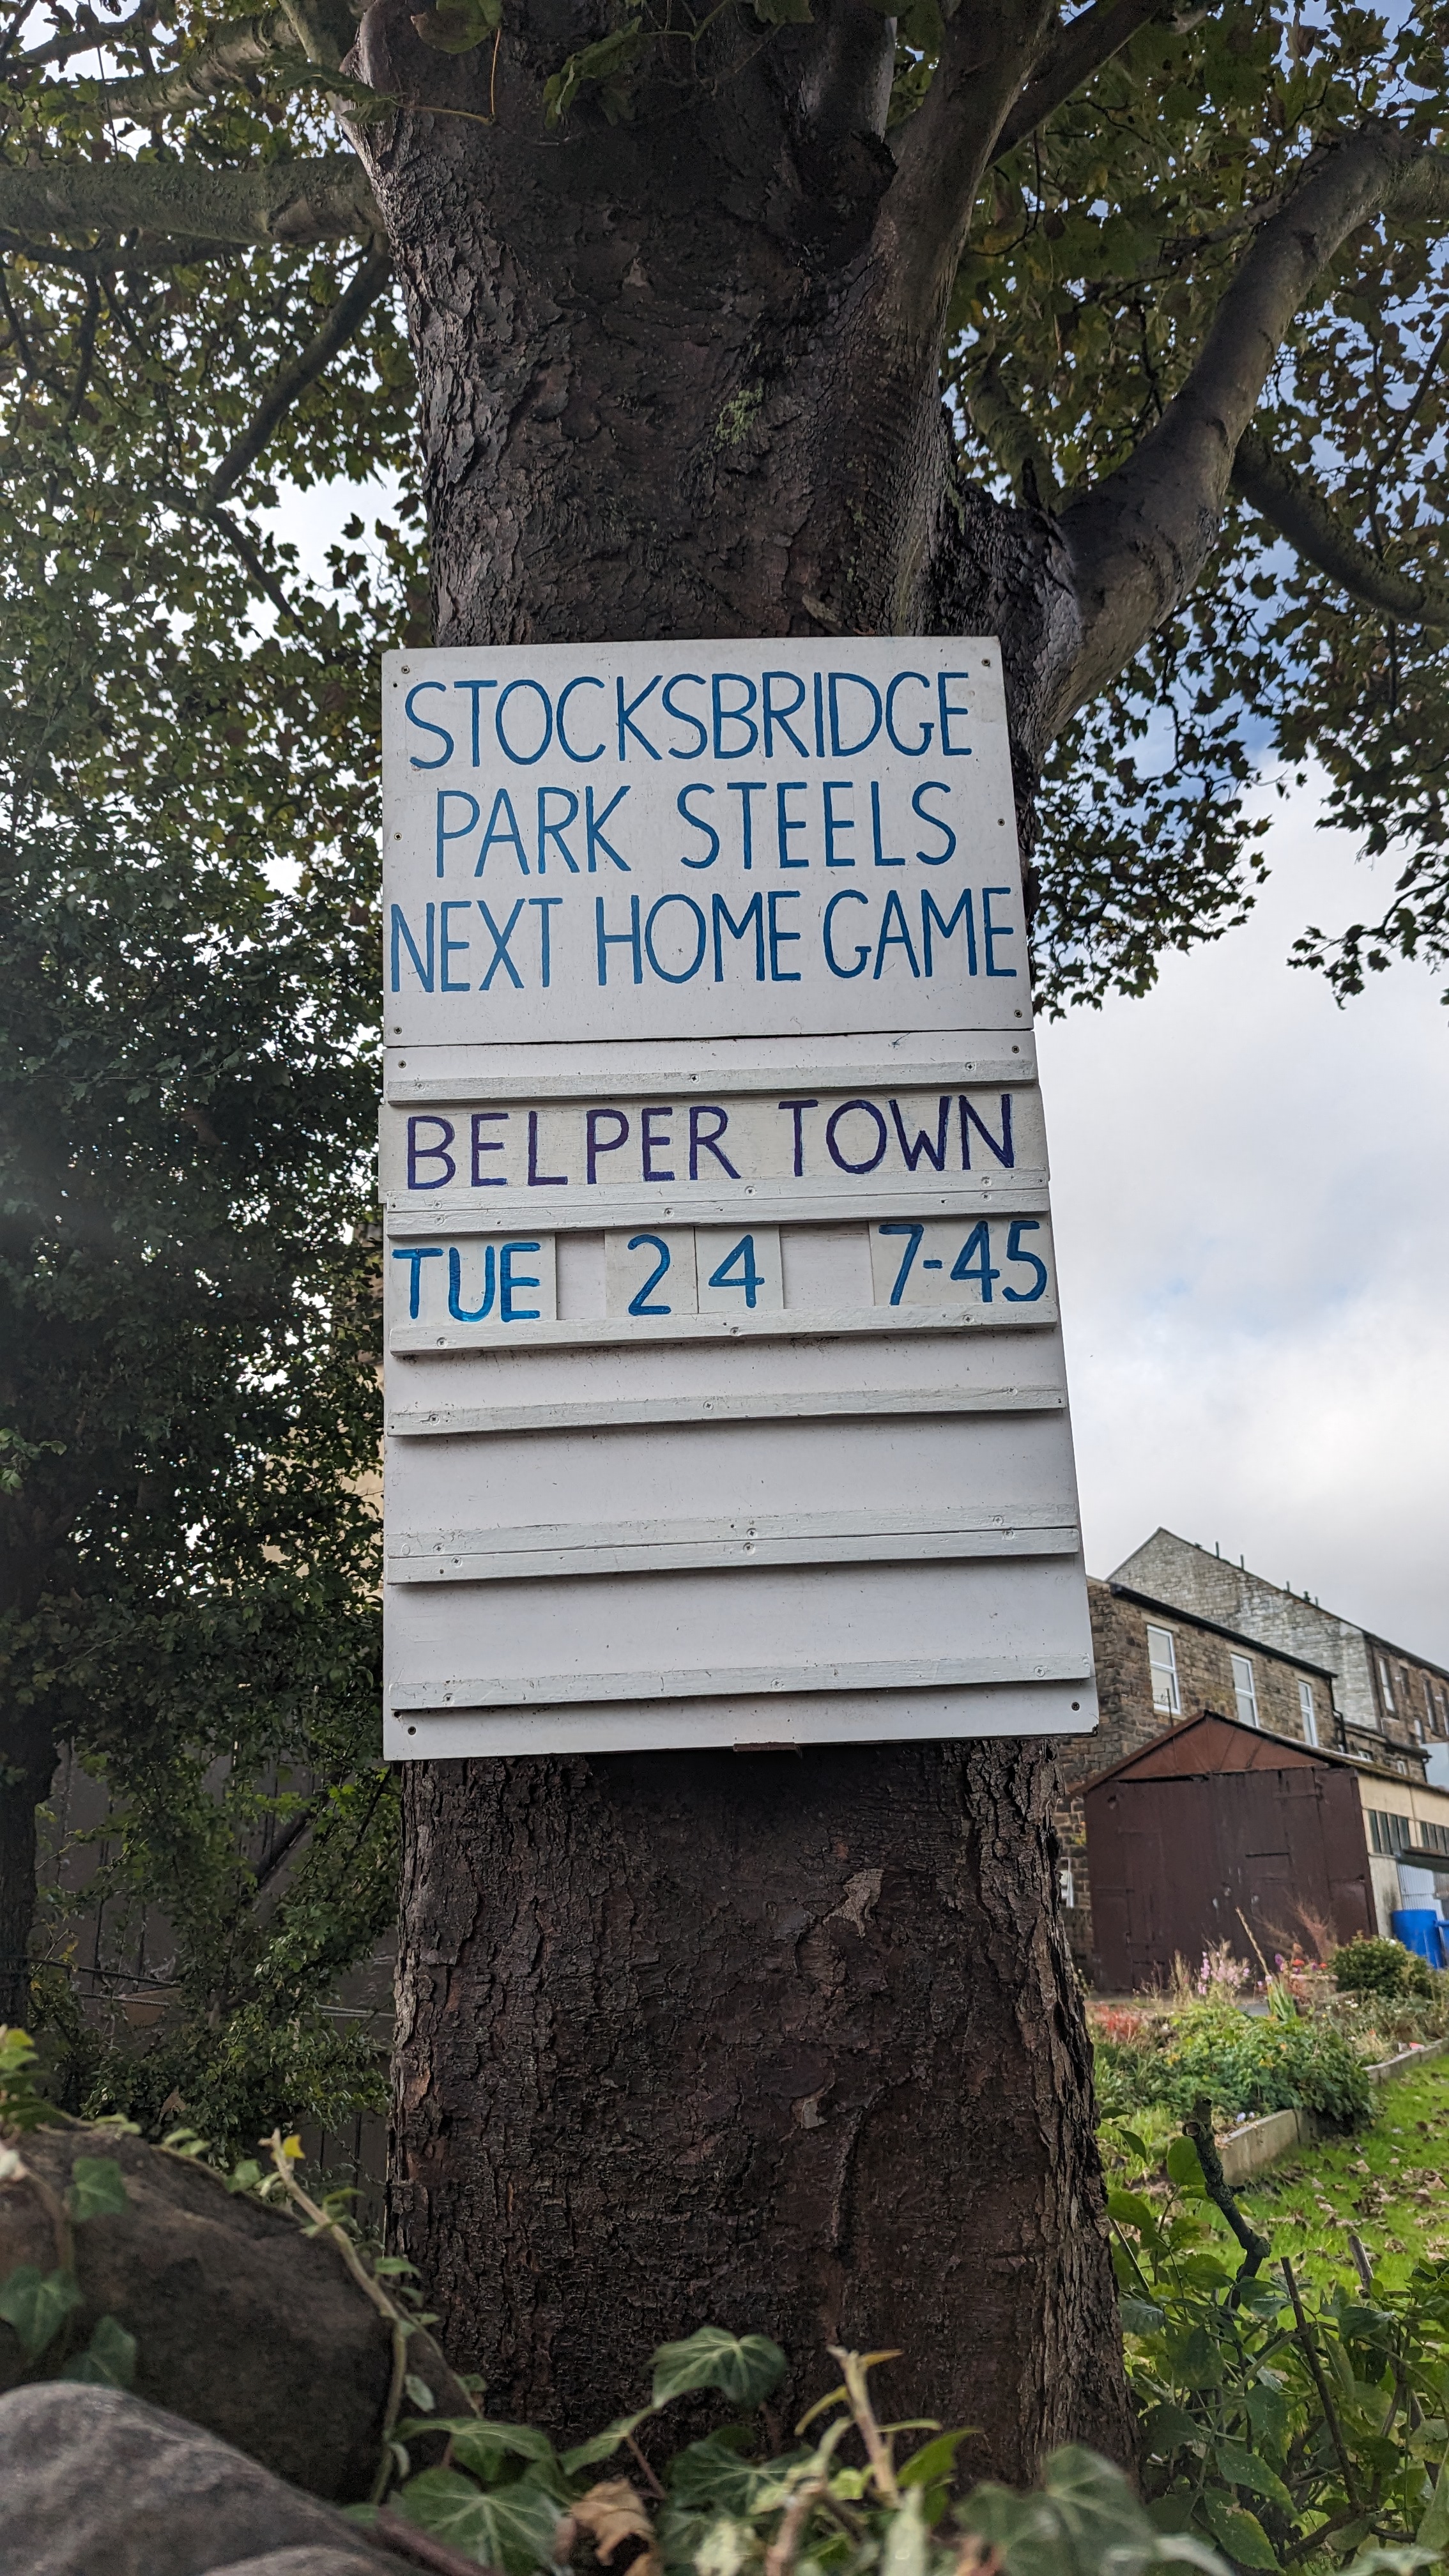 STOCKSBRIDGE
PARK STEELS
NEXT HOME GAME
BELPER TOWN
TUE 24 7-45